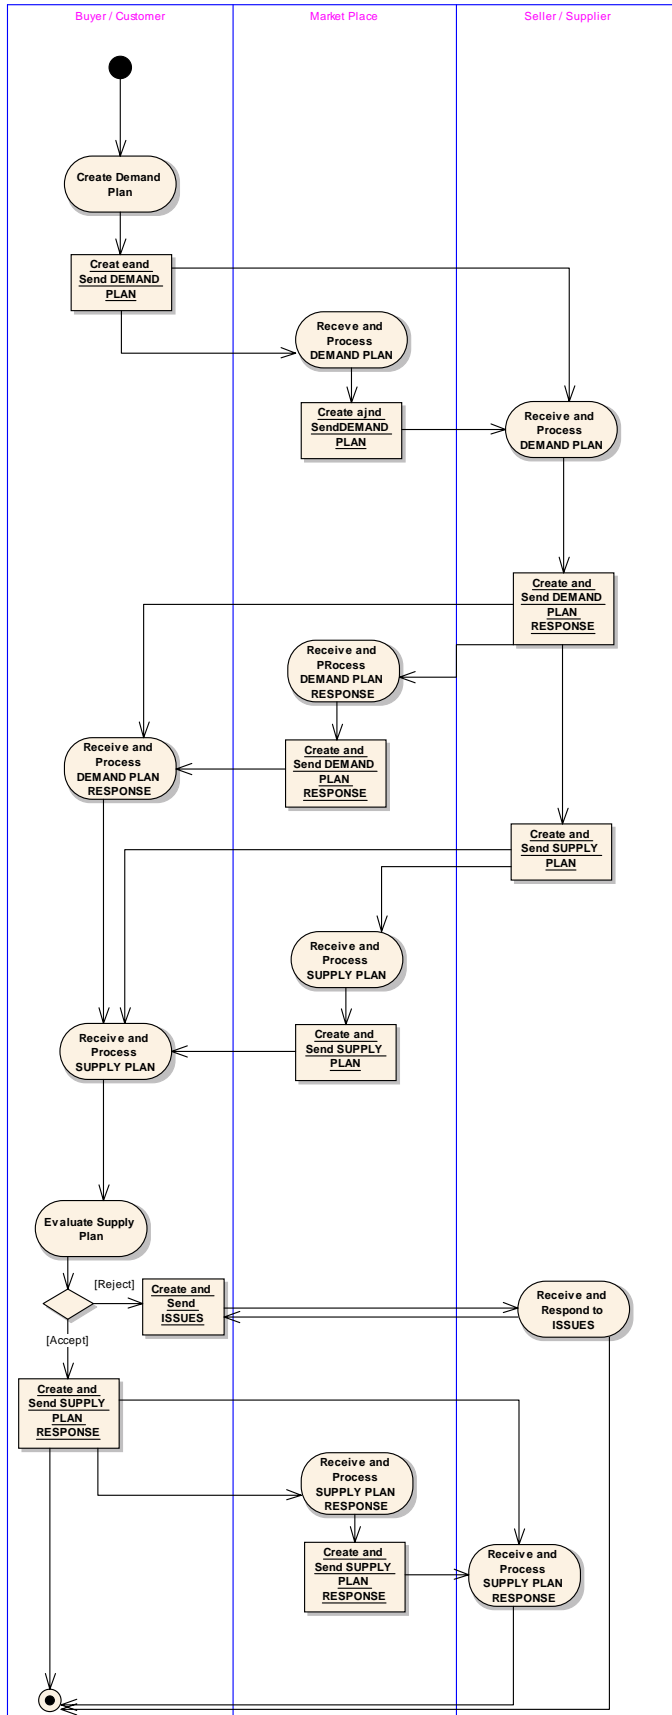 Buyer / Customer
Market Place
Seller / Supplier
Create Demand
Plan
Creat eand
Send DEMAND
PLAN
Receve and
Process
DEMAND PLAN
Create ajnd
SendDEMAND
PLAN
Receive and
Process
DEMAND PLAN
Create and
Send DEMAND
PLAN
RESPONSE
Receive and
PRocess
DEMAND PLAN
RESPONSE
Create and
Send DEMAND
PLAN
RESPONSE
Receive and
Process
DEMAND PLAN
RESPONSE
Create and
Send SUPPLY
PLAN
Receive and
Process
SUPPLY PLAN
Create and
Send SUPPLY
PLAN
Receive and
Process
SUPPLY PLAN
Evaluate Supply
Plan
[Reject]
Create and
Send
ISSUES
Receive and
Respond to
ISSUES
[Accept]
Create and
Send SUPPLY
PLAN
RESPONSE
Receive and
Process
SUPPLY PLAN
RESPONSE
Create and
Send SUPPLY
PLAN
RESPONSE
Receive and
Process
SUPPLY PLAN
RESPONSE